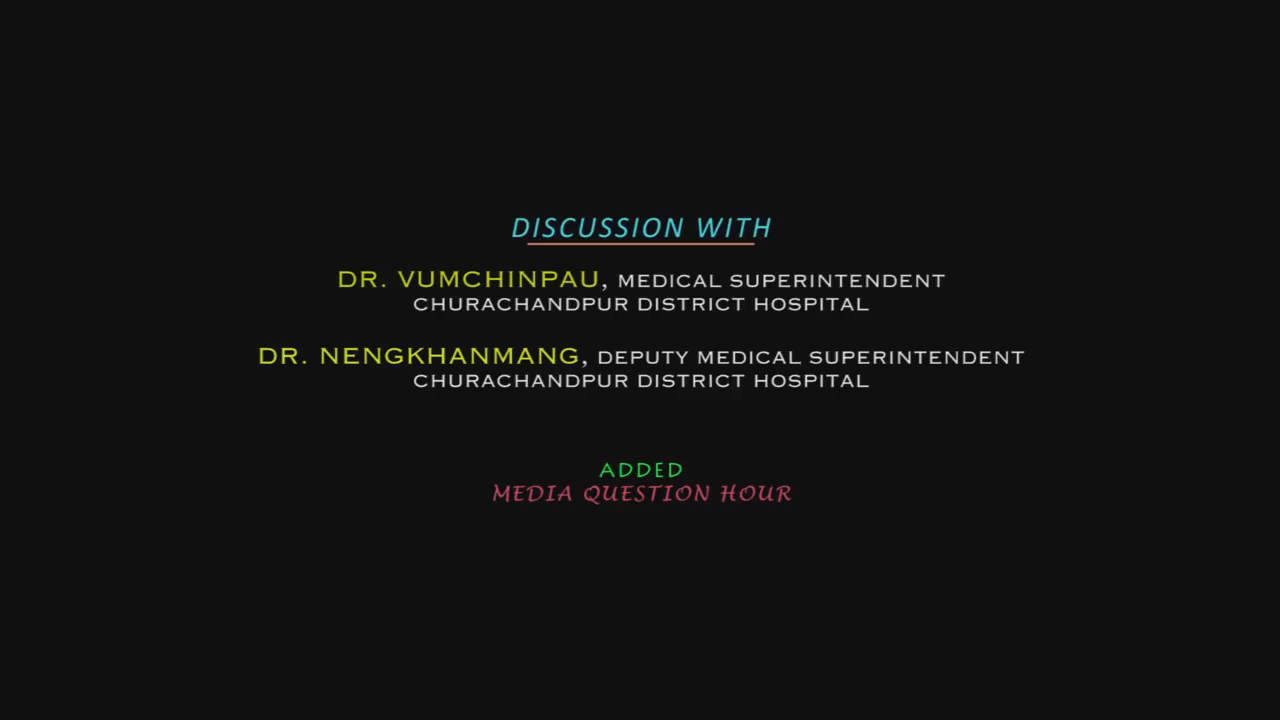 DISCUSSION WITH
DR. VUMCHINPAU, MEDICAL SUPERINTENDENT
CHURACHANDPUR DISTRICT HOSPITAL
DR. NENGKHANMANG, DEPUTY MEDICAL SUPERINTENDENT
CHURACHANDPUR DISTRICT HOSPITAL
ADDED
MEDIA QUESTION HOUR